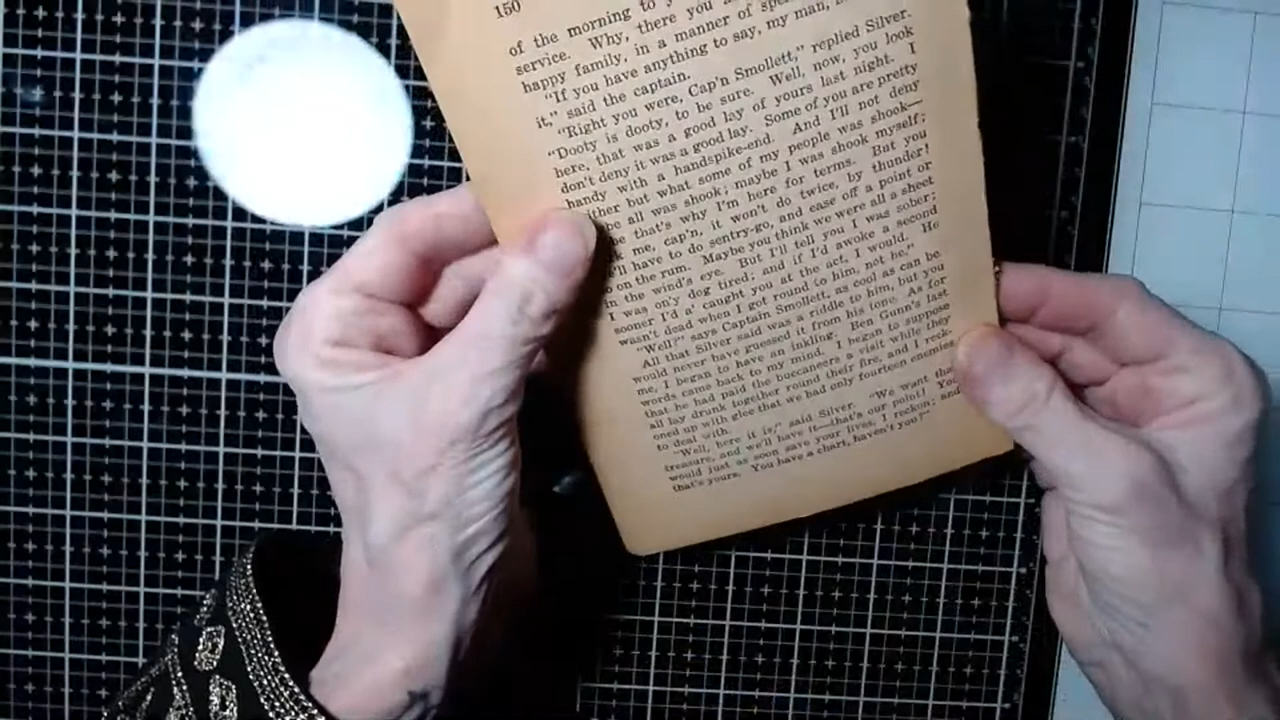 150
of the morning to
service. Why, there you
happy family, in a manner of
"If you have anything to say, my man,
it," said the captain.
"Right you were, Cap'n Smollett," replied Silver.
"Dooty is dooty, to be sure. Well, now, you look
here, that was a good lay of yours last night. I
don't deny it was a good lay. Some of you are pretty
handy with a handspike-end. And I'll not deny
ither but what some of my people was shook—
be all was shook; maybe I was shook myself;
be that's why I'm here for terms. But you
k me, cap'n, it won't do twice, by thunder!
'll have to do sentry-go, and ease off a point or
o on the rum. Maybe you think we were all a sheet
in the wind's eye. But I'll tell you I was sober;
I was on'y dog tired; and if I'd awoke a second
sooner I'd a' caught you at the act, I would. He
wasn't dead when I got round to him, not he."
"Well?" says Captain Smollett, as cool as can be.
All that Silver said was a riddle to him, but you
would never have guessed it from his tone. As for
me, I began to have an inkling. Ben Gunn's last
words came back to my mind. I began to suppose
that he had paid the buccaneers a visit while they
all lay drunk together round their fire, and I reck-
oned up with glee that we had only fourteen enemies
to deal with.
"Well, here it is," said Silver. "We want tha
treasure, and we'll have it—that's our point! You
would just as soon save your lives, I reckon; and
that's yours. You have a chart, haven't you?"